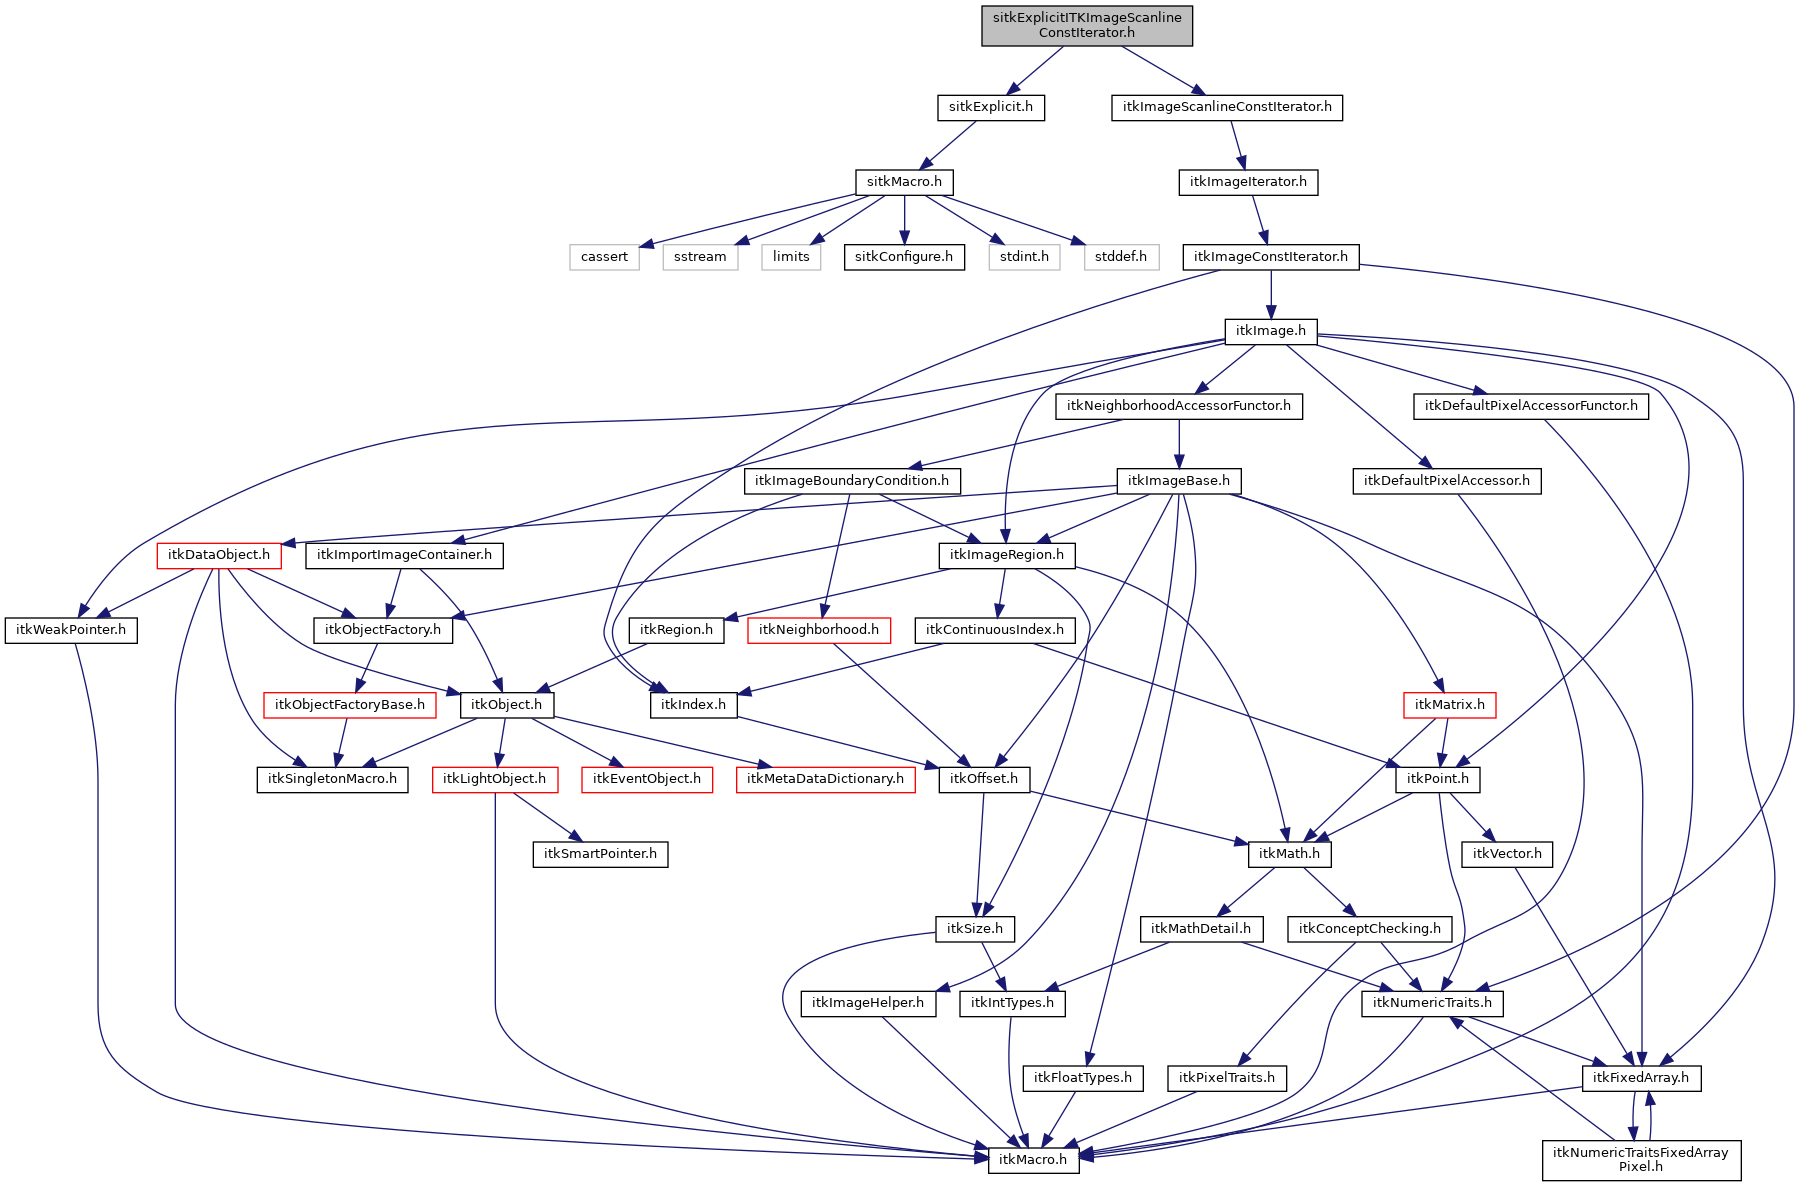 sitkExplicitITKImageScanline
ConstIterator.h
sitkExplicit.h
itkImageScanlineConstIterator.h
sitkMacro.h
itkImageIterator.h
cassert
sstream
limits
sitkConfigure.h
stdint.h
stddef.h
itkImageConstIterator.h
itkImage.h
itkNeighborhoodAccessorFunctor.h
itkDefaultPixelAccessorFunctor.h
itkImageBoundaryCondition.h
itkImageBase.h
itkDefaultPixelAccessor.h
itkDataObject.h
itkImportImageContainer.h
itkImageRegion.h
itkWeakPointer.h
itkObjectFactory.h
itkRegion.h
itkNeighborhood.h
itkContinuousIndex.h
itkObjectFactoryBase.h
itkObject.h
itkIndex.h
itkMatrix.h
itkSingletonMacro.h
itkLightObject.h
itkEventObject.h
itkMetaDataDictionary.h
itkOffset.h
itkPoint.h
itkSmartPointer.h
itkMath.h
itkVector.h
itkSize.h
itkMathDetail.h
itkConceptChecking.h
itkImageHelper.h
itkIntTypes.h
itkNumericTraits.h
itkFloatTypes.h
itkPixelTraits.h
itkFixedArray.h
itkMacro.h
itkNumericTraitsFixedArray
Pixel.h